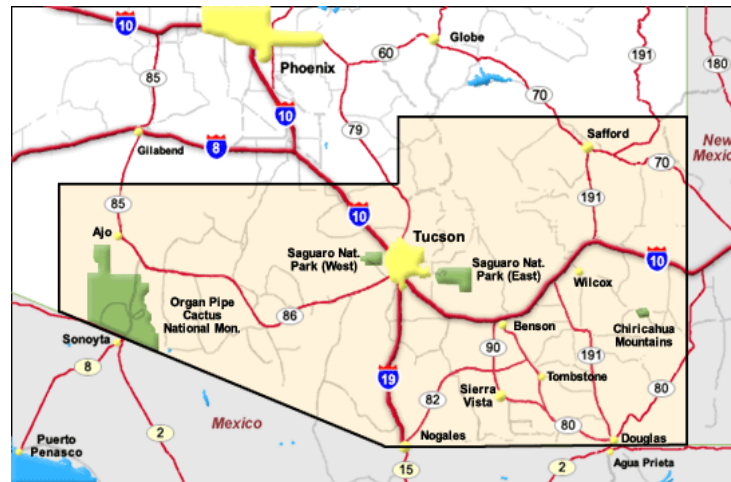 10
Globe
60
191
180
85
Phoenix
70
10
79
8
Gilabend
Safford
New
Mexico
70
85
10
191
Ajo
Tucson
Saguaro Nat.
Park (West)
Saguaro Nat.
Park (East)
10
Wilcox
Organ Pipe
Cactus
National Mon.
86
Benson
Chiricahua
Mountains
Sonoyta
90
191
8
19
Tombstone
82
Sierra
Vista
80
Mexico
2
80
Puerto
Penasco
Nogales
Douglas
15
2
Agua Prieta